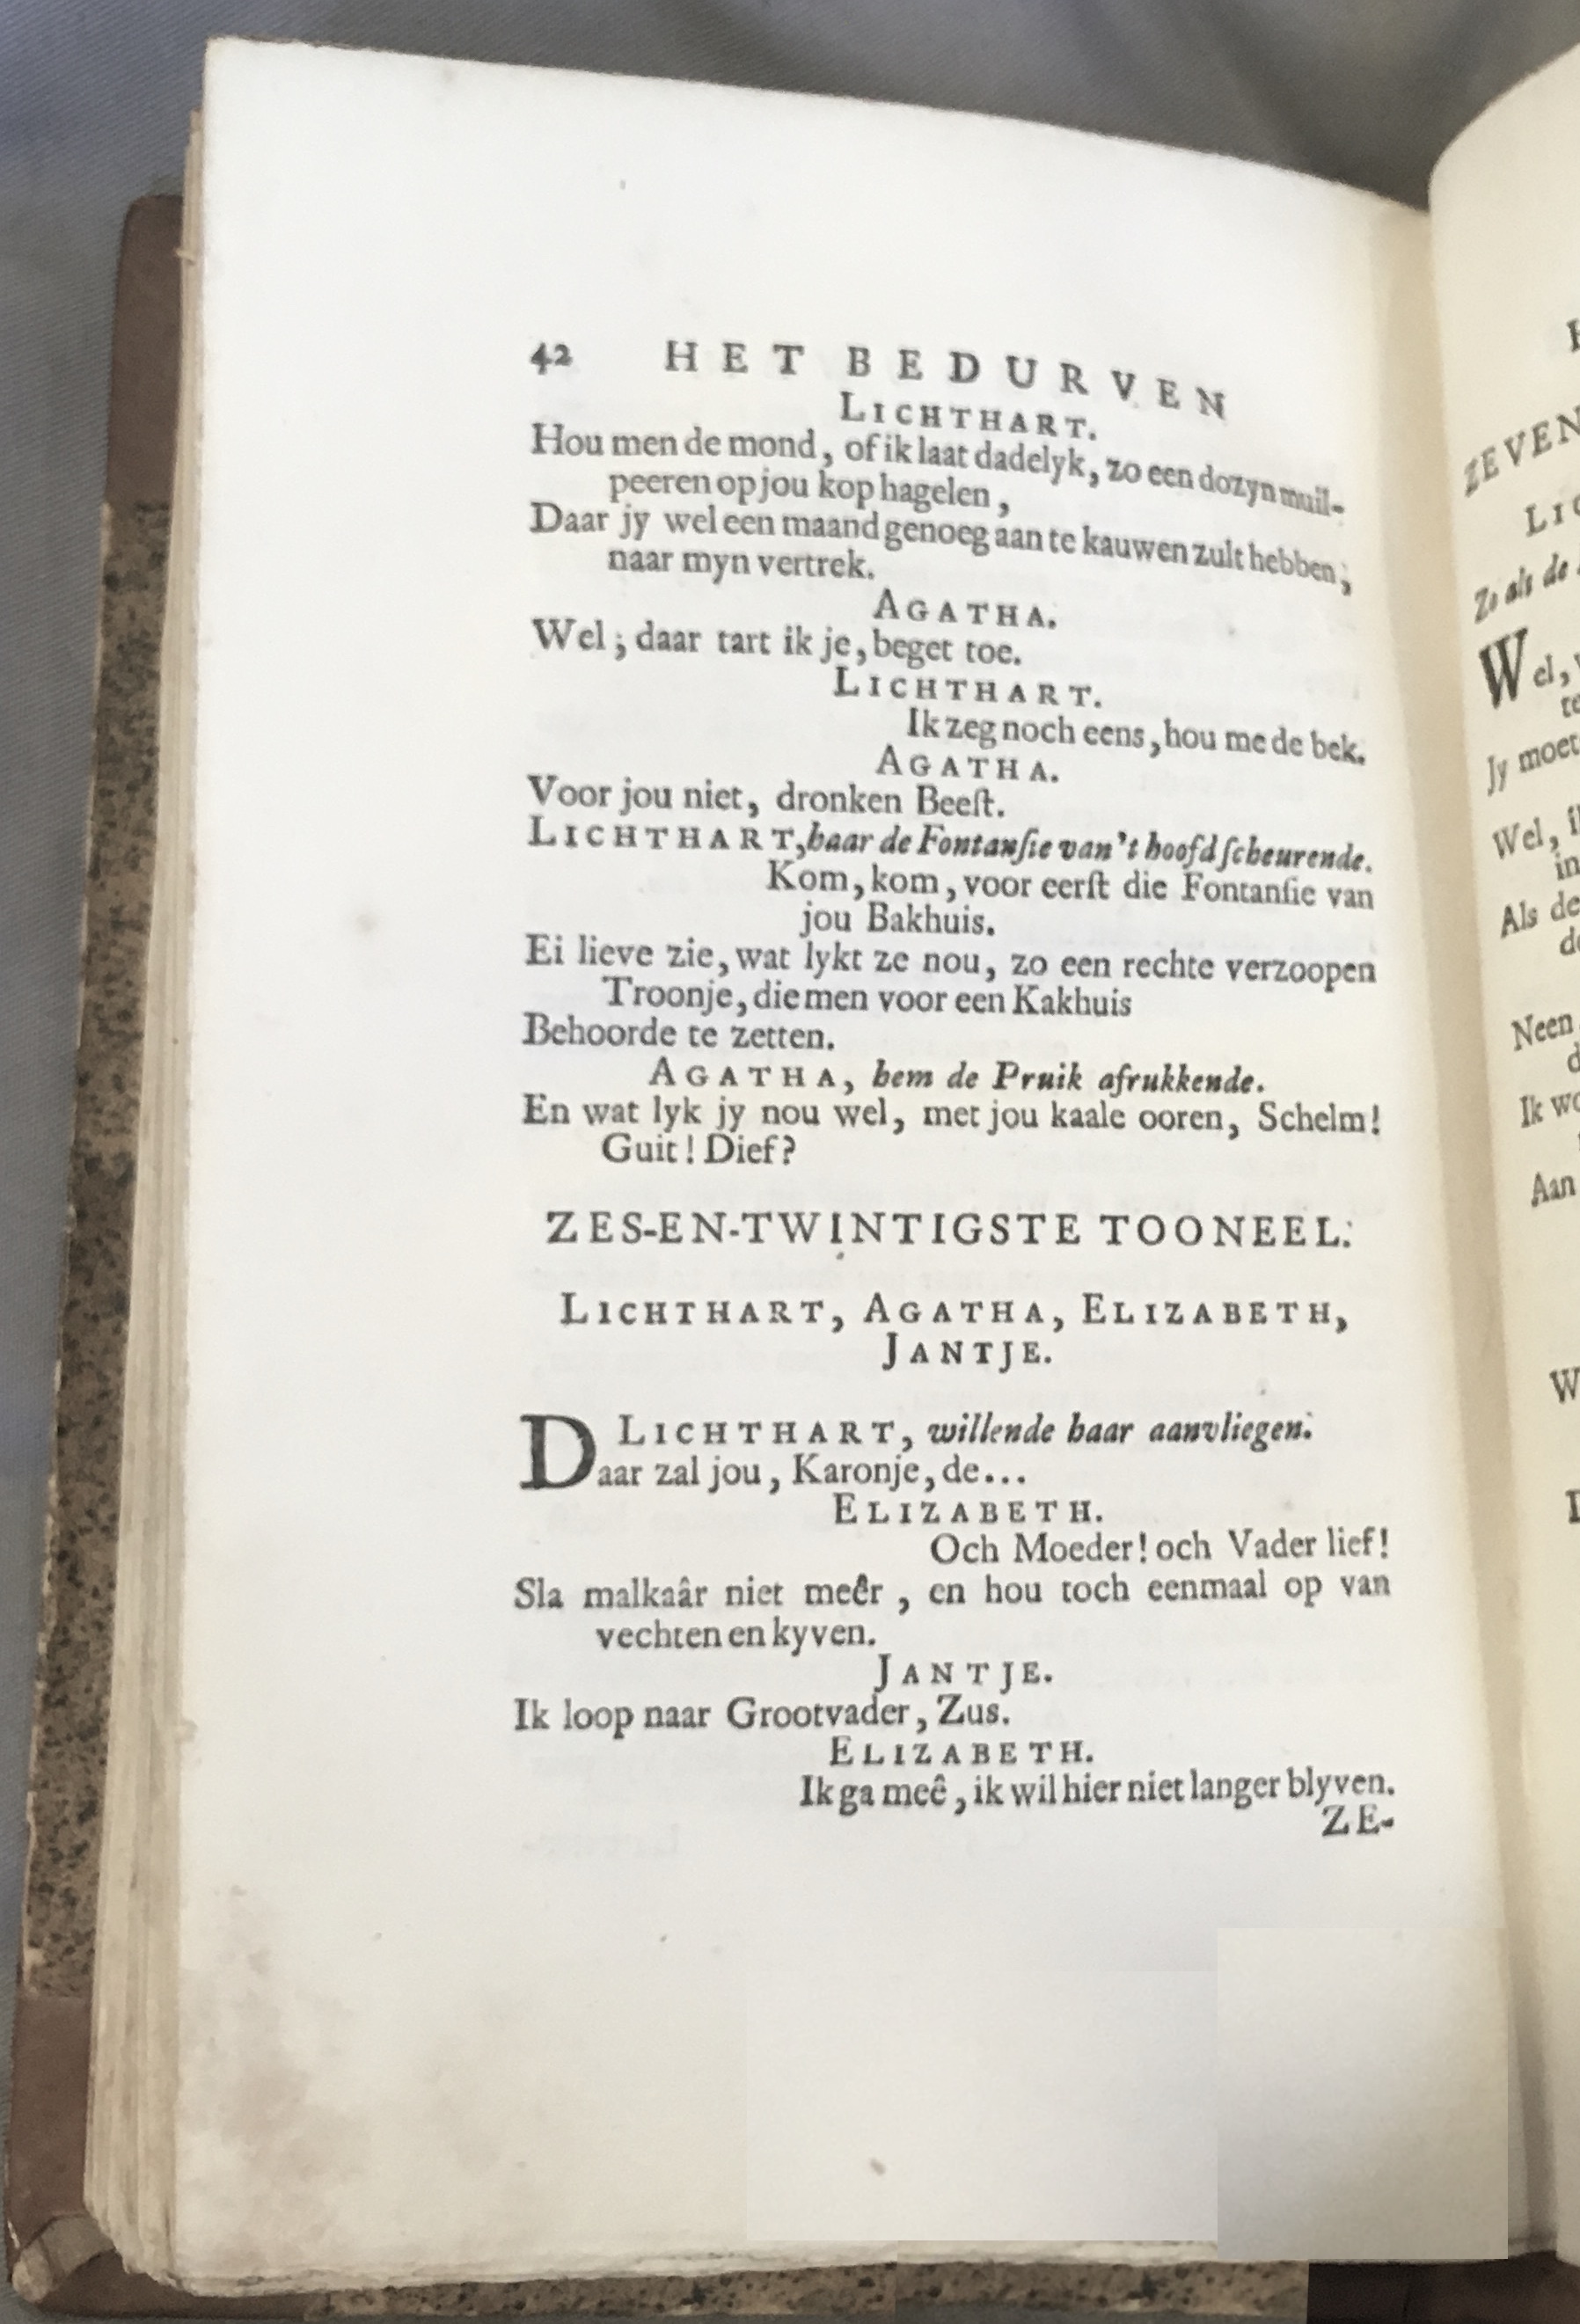 42 HET BEDURVEN
LICHTHART.
Hou men de mond, of ik laat dadelyk, zo een dozyn muil-
peeren op jou kop hagelen,
Daar jy wel een maand genoeg aan te kauwen zult hebben,
naar myn vertrek.
AGATHA.
Wel, daar tart ik je, beget toe.
LICHTHART.
Ik zeg noch eens, hou me de bek.
AGATHA.
Voor jou niet, dronken Beeſt.
LICHTHART, haar de Fontanſie van't hoofd ſcheurende.
Kom, kom, voor eerſt die Fontanſie van
jou Bakhuis.
Ei lieve zie, wat lykt ze nou, zo een rechte verzoopen
Troonje, die men voor een Kakhuis
Behoorde te zetten.
AGATHA, hem de Pruik afrukkende.
En wat lyk jy nou wel, met jou kaale ooren, Schelm!
Guit! Dief?
ZES-EN-TWINTIGSTE TOONEEL.
LICHTHART, AGATHA, ELIZABETH,
JANTJE.
LICHTHART, willende haar aanvliegen.
Daar zal jou, Karonje, de...
ELIZABETH.
Och Moeder! och Vader lief!
Sla malkaâr niet meêr, en hou toch eenmaal op van
vechten en kyven.
JANTJE.
Ik loop naar Grootvader, Zus.
ELIZABETH.
Ik ga meê, ik wil hier niet langer blyven.
ZE-
ZEVEN
LIC
Zo als de
Wel,
te
Jy moet
Wel,
in
Als de
Neen
Ik wo
Aan
W